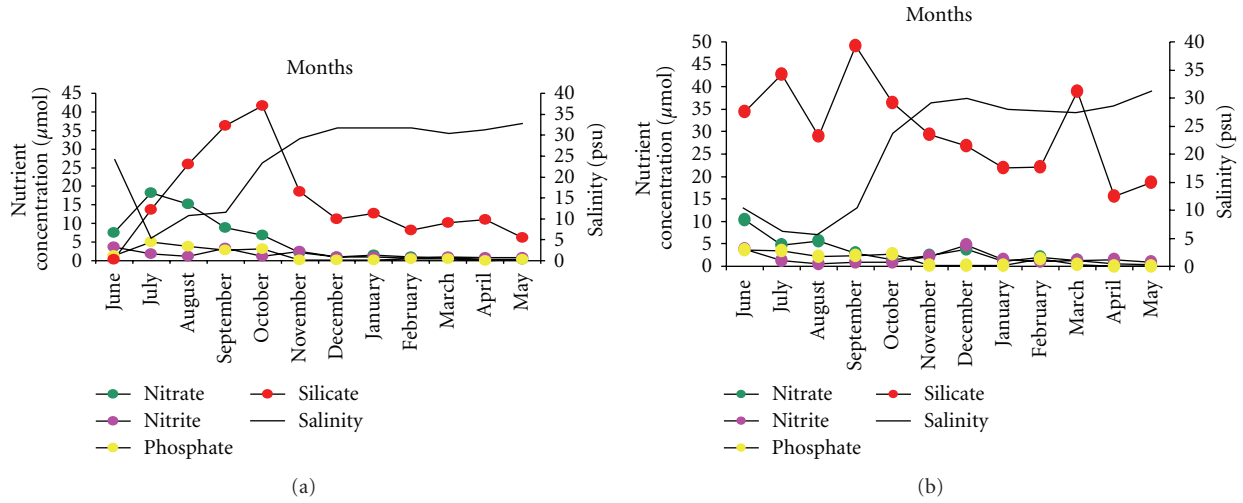 Months
Nutrient
concentration (μmol)
45
40
35
30
25
20
15
10
5
0
40
35
30
25
20
15
10
5
0
Salinity (psu)
June
July
August
September
October
November
December
January
February
March
April
May
Nitrate
Nitrite
Phosphate
Silicate
Salinity
(a)
Months
Nutrient
concentration (μmol)
50
45
40
35
30
25
20
15
10
5
0
40
35
30
25
20
15
10
5
0
Salinity (psu)
June
July
August
September
October
November
December
January
February
March
April
May
Nitrate
Nitrite
Phosphate
Silicate
Salinity
(b)